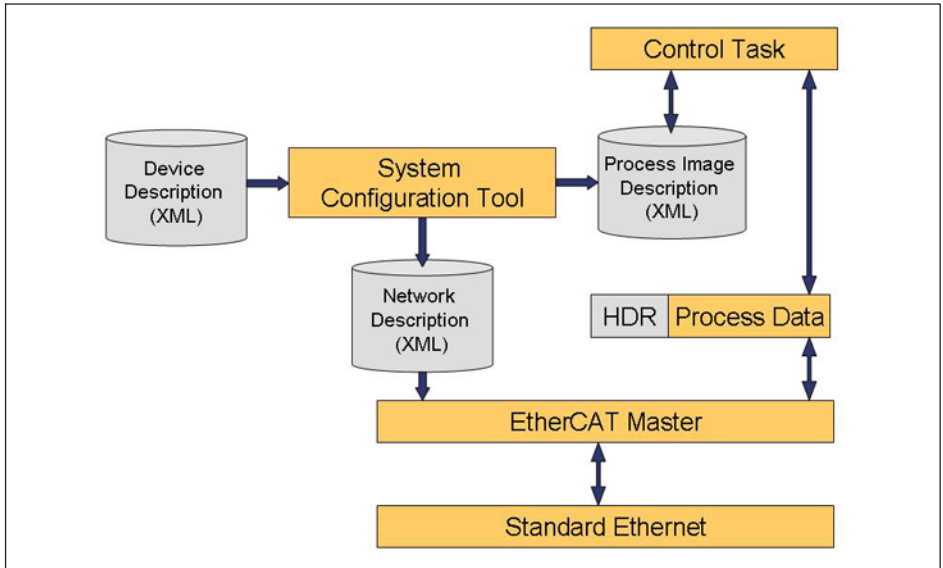 Control Task
Device
Description
(XML)
System
Configuration Tool
Process Image
Description
(XML)
Network
Description
(XML)
HDR
Process Data
EtherCAT Master
Standard Ethernet